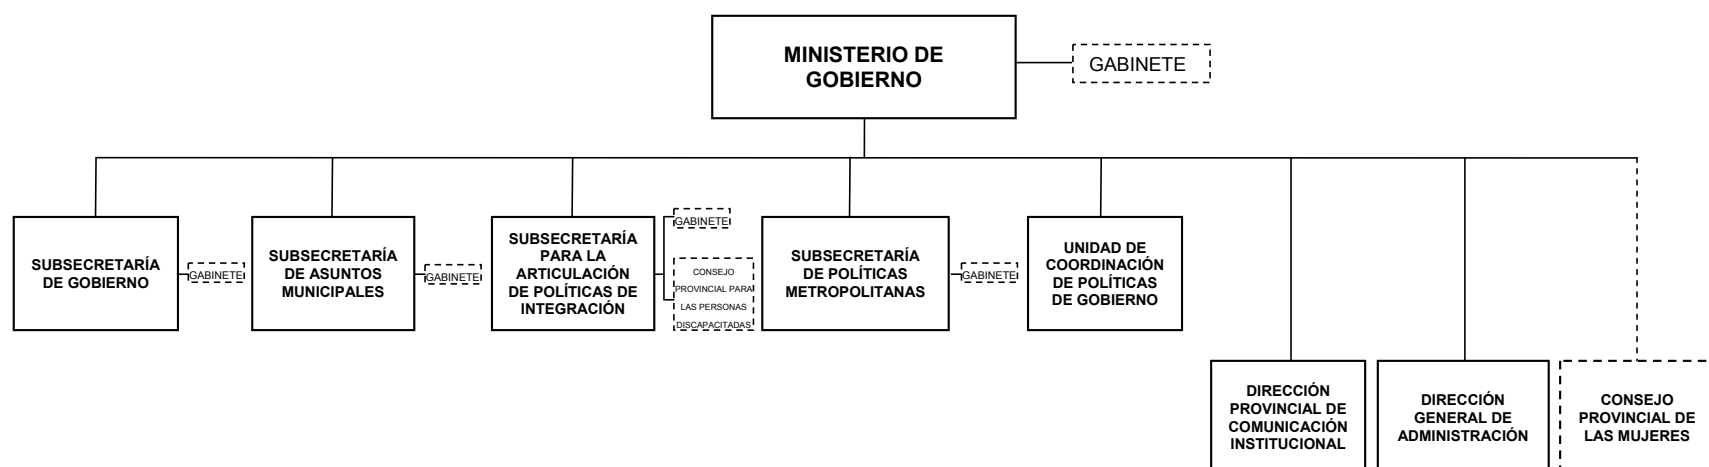 MINISTERIO DE
GOBIERNO
GABINETE
SUBSECRETARÍA
DE GOBIERNO
GABINETE
SUBSECRETARÍA
DE ASUNTOS
MUNICIPALES
GABINETE
SUBSECRETARÍA
PARA LA
ARTICULACIÓN
DE POLÍTICAS DE
INTEGRACIÓN
GABINETE
CONSEJO
PROVINCIAL PARA
LAS PERSONAS
DISCAPACITADAS
SUBSECRETARÍA
DE POLÍTICAS
METROPOLITANAS
GABINETE
UNIDAD DE
COORDINACIÓN
DE POLÍTICAS
DE GOBIERNO
DIRECCIÓN
PROVINCIAL DE
COMUNICACIÓN
INSTITUCIONAL
DIRECCIÓN
GENERAL DE
ADMINISTRACIÓN
CONSEJO
PROVINCIAL DE
LAS MUJERES